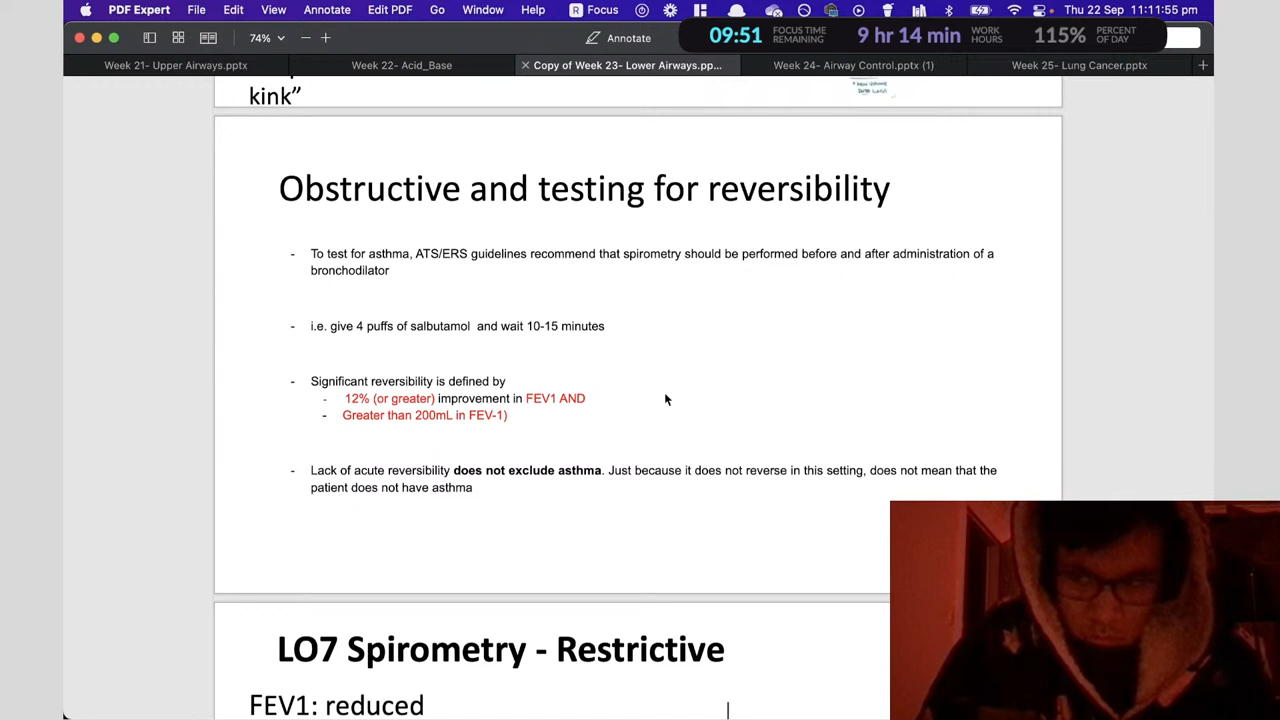 PDF Expert File Edit View Annotate Edit PDF Go Window Help Focus Thu 22 Sep 11:11:55 pm
74% Annotate 09:51 FOCUS TIME REMAINING 9 hr 14 min WORK HOURS 115% PERCENT OF DAY
Week 21- Upper Airways.pptx Week 22- Acid_Base Copy of Week 23- Lower Airways.pp... Week 24- Airway Control.pptx (1) Week 25- Lung Cancer.pptx
kink”
Obstructive and testing for reversibility
- To test for asthma, ATS/ERS guidelines recommend that spirometry should be performed before and after administration of a
bronchodilator
- i.e. give 4 puffs of salbutamol and wait 10-15 minutes
- Significant reversibility is defined by
- 12% (or greater) improvement in FEV1 AND
- Greater than 200mL in FEV-1)
- Lack of acute reversibility does not exclude asthma. Just because it does not reverse in this setting, does not mean that the
patient does not have asthma
LO7 Spirometry - Restrictive
FEV1: reduced